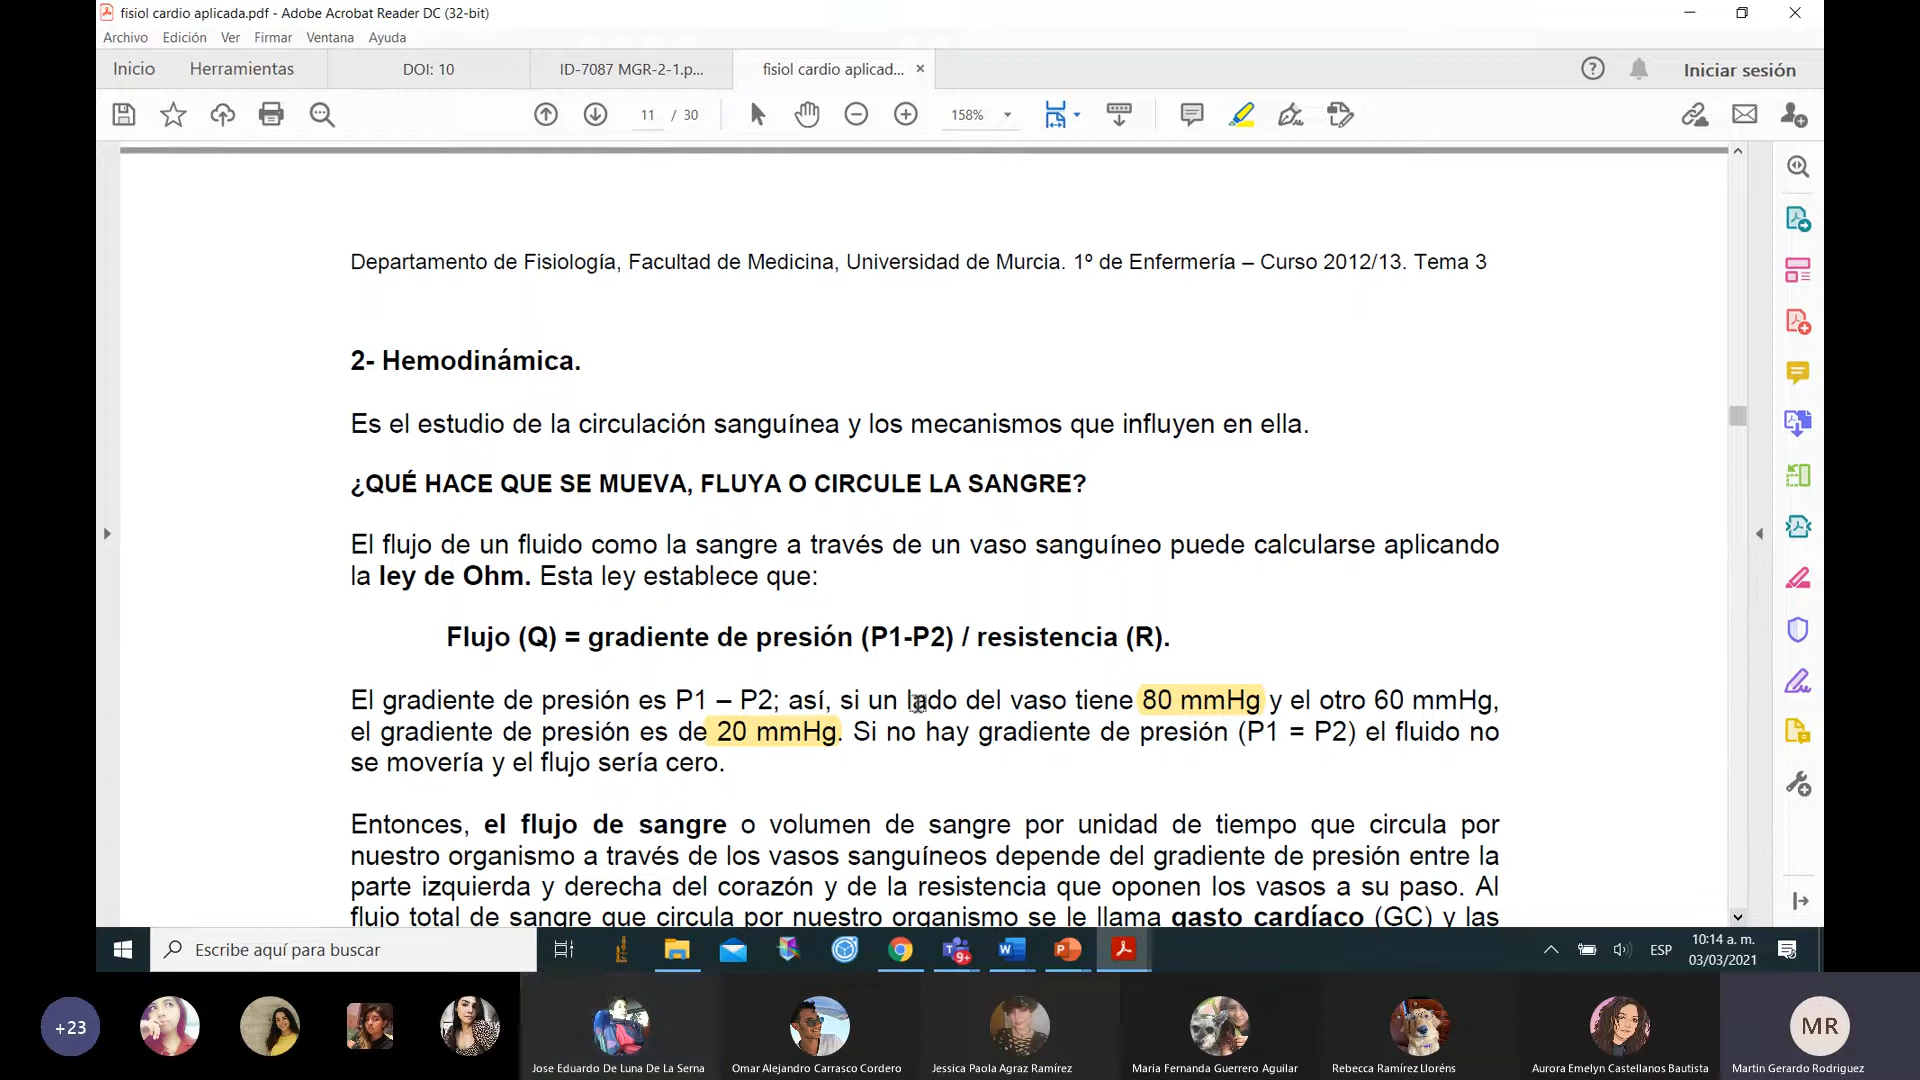 fisiol cardio aplicada.pdf - Adobe Acrobat Reader DC (32-bit)
Archivo Edición Ver Firmar Ventana Ayuda
Inicio Herramientas DOI: 10 ID-7087 MGR-2-1.p... fisiol cardio aplicad... × Iniciar sesión
11 / 30 158%
Departamento de Fisiología, Facultad de Medicina, Universidad de Murcia. 1º de Enfermería – Curso 2012/13. Tema 3
2- Hemodinámica.
Es el estudio de la circulación sanguínea y los mecanismos que influyen en ella.
¿QUÉ HACE QUE SE MUEVA, FLUYA O CIRCULE LA SANGRE?
El flujo de un fluido como la sangre a través de un vaso sanguíneo puede calcularse aplicando
la ley de Ohm. Esta ley establece que:
Flujo (Q) = gradiente de presión (P1-P2) / resistencia (R).
El gradiente de presión es P1 – P2; así, si un lado del vaso tiene 80 mmHg y el otro 60 mmHg,
el gradiente de presión es de 20 mmHg. Si no hay gradiente de presión (P1 = P2) el fluido no
se movería y el flujo sería cero.
Entonces, el flujo de sangre o volumen de sangre por unidad de tiempo que circula por
nuestro organismo a través de los vasos sanguíneos depende del gradiente de presión entre la
parte izquierda y derecha del corazón y de la resistencia que oponen los vasos a su paso. Al
flujo total de sangre que circula por nuestro organismo se le llama gasto cardíaco (GC) y las
Escribe aquí para buscar 9+ ESP 10:14 a. m.
03/03/2021
+23 MR
Jose Eduardo De Luna De La Serna Omar Alejandro Carrasco Cordero Jessica Paola Agraz Ramírez Maria Fernanda Guerrero Aguilar Rebecca Ramírez Lloréns Aurora Emelyn Castellanos Bautista Martin Gerardo Rodriguez